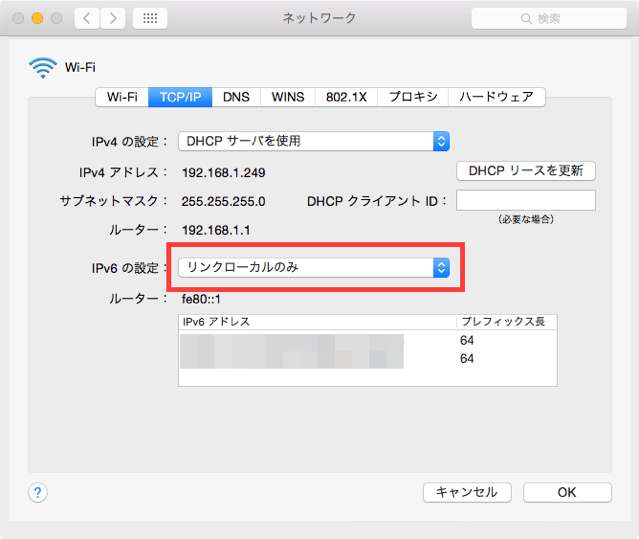 ネットワーク
検索
Wi-Fi
Wi-Fi TCP/IP DNS WINS 802.1X プロキシ ハードウェア
IPv4 の設定： DHCP サーバを使用
IPv4 アドレス： 192.168.1.249 DHCP リースを更新
サブネットマスク： 255.255.255.0 DHCP クライアント ID：
（必要な場合）
ルーター： 192.168.1.1
IPv6 の設定： リンクローカルのみ
ルーター： fe80::1
IPv6 アドレス プレフィックス長
64
64
? キャンセル OK